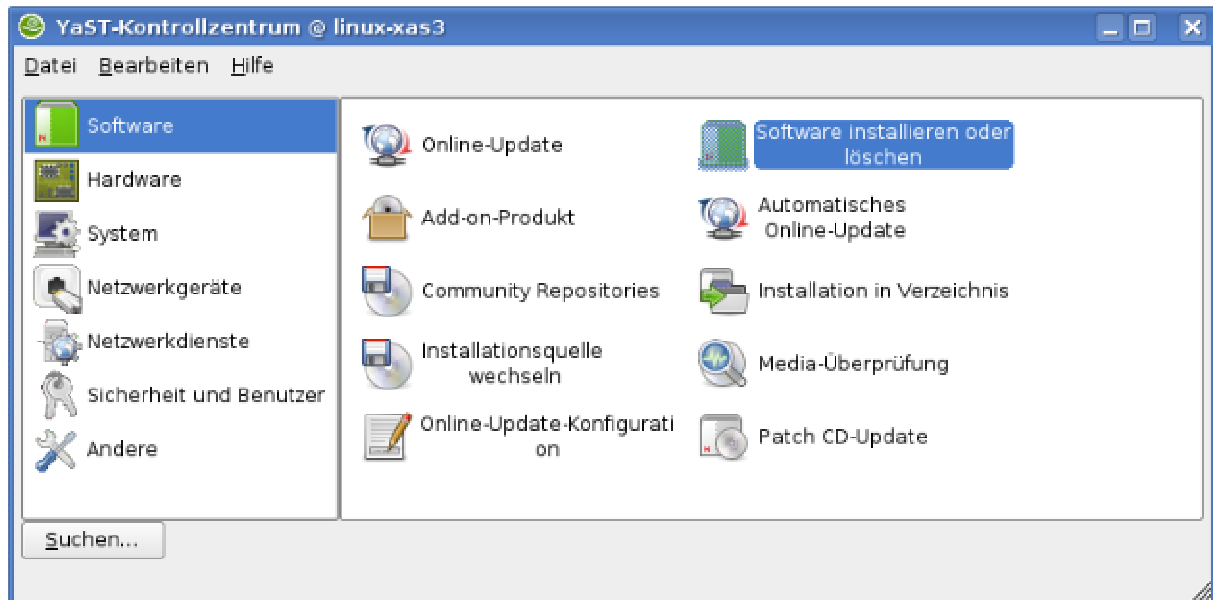 YaST-Kontrollzentrum @ linux-xas3
Datei Bearbeiten Hilfe
Software
Hardware
System
Netzwerkgeräte
Netzwerkdienste
Sicherheit und Benutzer
Andere
Online-Update
Software installieren oder
löschen
Add-on-Produkt
Automatisches
Online-Update
Community Repositories
Installation in Verzeichnis
Installationsquelle
wechseln
Media-Überprüfung
Online-Update-Konfigurati
on
Patch CD-Update
Suchen...